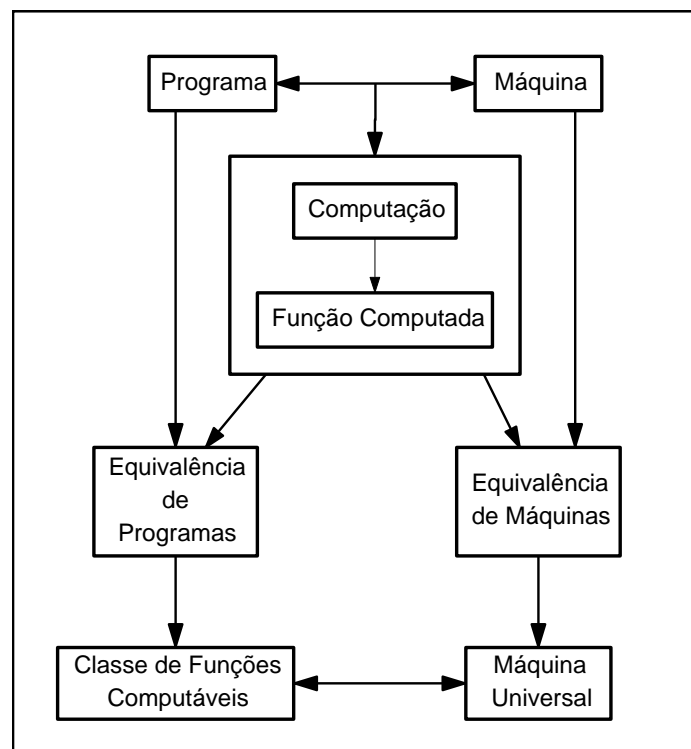 Programa
Máquina
Computação
Função Computada
Equivalência
de
Programas
Equivalência
de Máquinas
Classe de Funções
Computáveis
Máquina
Universal